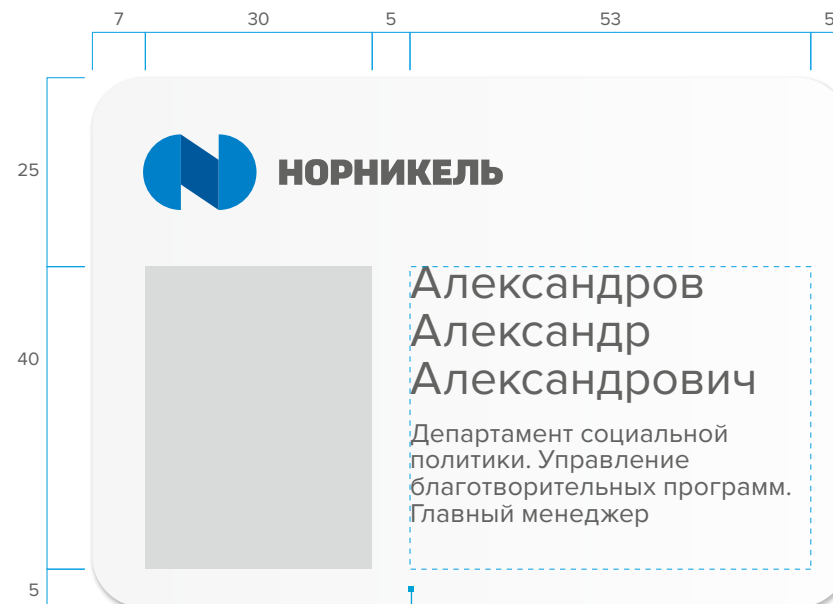 7 30 5 53 5
25
НОРНИКЕЛЬ
Александров
Александр
40
Александрович
Департамент социальной
политики. Управление
благотворительных программ.
Главный менеджер
5